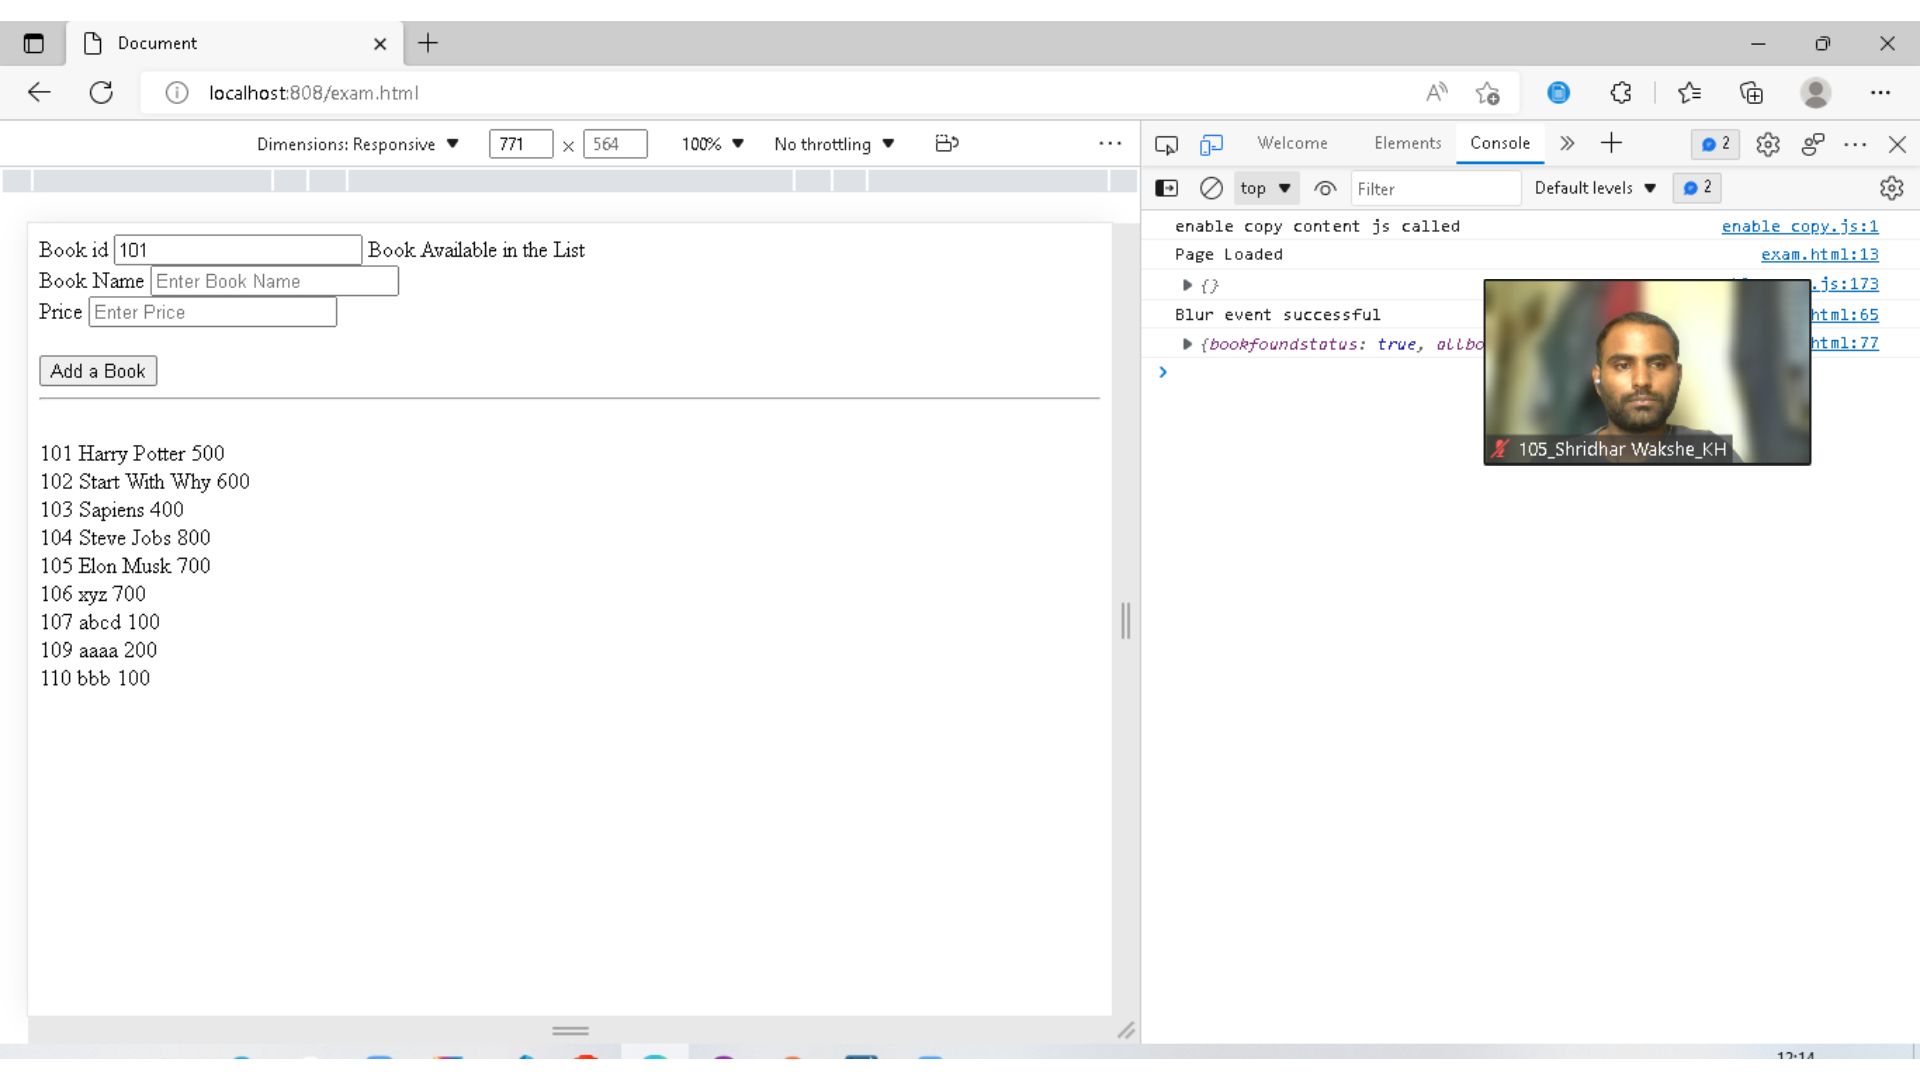 Document
localhost:808/exam.html
Dimensions: Responsive 771 × 564 100% No throttling
Welcome Elements Console 2
top Filter Default levels 2
Book id 101 Book Available in the List
Book Name Enter Book Name
Price Enter Price
Add a Book
101 Harry Potter 500
102 Start With Why 600
103 Sapiens 400
104 Steve Jobs 800
105 Elon Musk 700
106 xyz 700
107 abcd 100
109 aaaa 200
110 bbb 100
enable copy content js called enable copy.js:1
Page Loaded exam.html:13
{} .js:173
Blur event successful html:65
{bookfoundstatus: true, allbo html:77
105_Shridhar Wakshe_KH
12:14